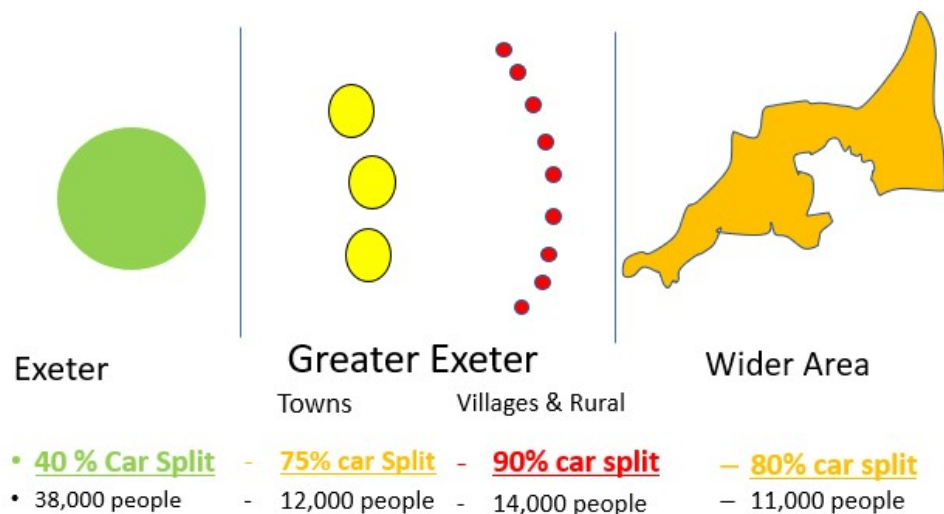 Exeter
Greater Exeter
Wider Area
Towns
Villages & Rural
• 40 % Car Split
- 75% car Split
- 90% car split
– 80% car split
• 38,000 people
- 12,000 people
- 14,000 people
– 11,000 people